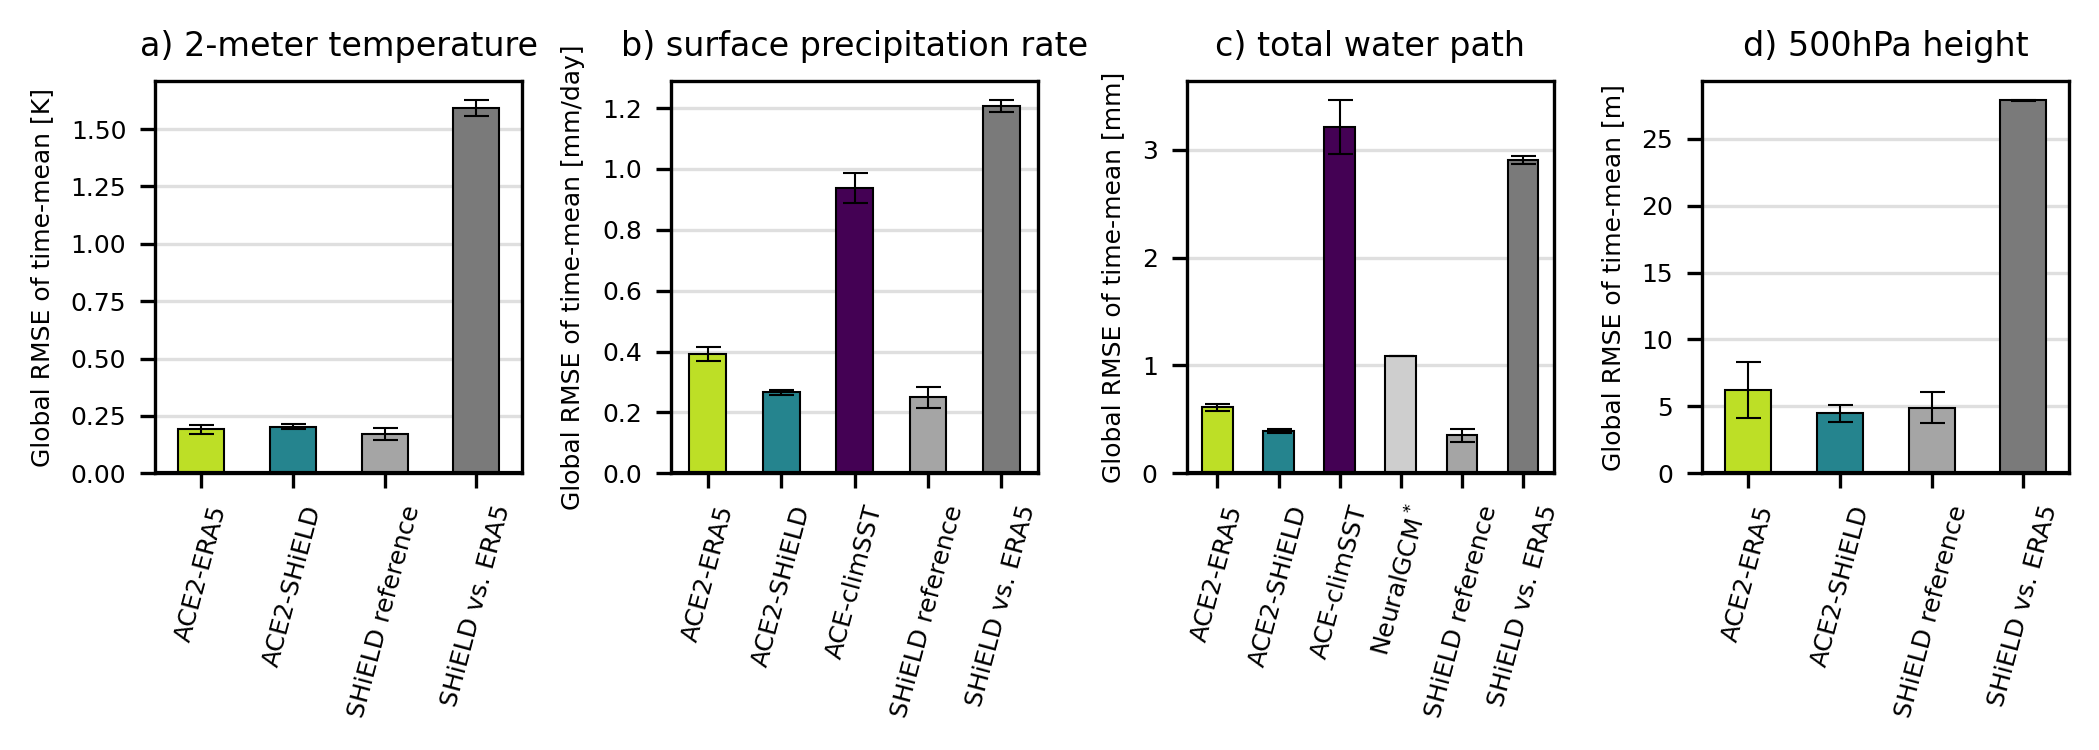 a) 2-meter temperature
Global RMSE of time-mean [K]
1.50
1.25
1.00
0.75
0.50
0.25
0.00
ACE2-ERA5
ACE2-SHiELD
SHiELD reference
SHiELD vs. ERA5
b) surface precipitation rate
Global RMSE of time-mean [mm/day]
1.2
1.0
0.8
0.6
0.4
0.2
0.0
ACE2-ERA5
ACE2-SHiELD
ACE-climSST
SHiELD reference
SHiELD vs. ERA5
c) total water path
Global RMSE of time-mean [mm]
3
2
1
0
ACE2-ERA5
ACE2-SHiELD
ACE-climSST
NeuralGCM*
SHiELD reference
SHiELD vs. ERA5
d) 500hPa height
Global RMSE of time-mean [m]
25
20
15
10
5
0
ACE2-ERA5
ACE2-SHiELD
SHiELD reference
SHiELD vs. ERA5